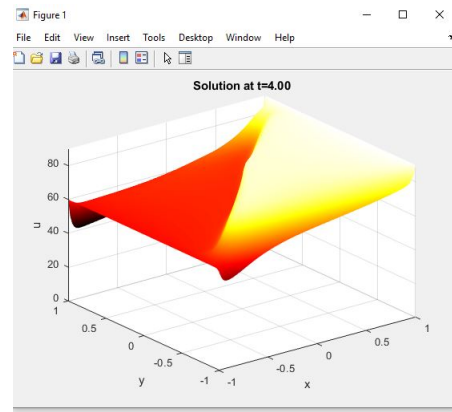 Figure 1
File Edit View Insert Tools Desktop Window Help
Solution at t=4.00
80
60
40
20
0
u
1
0.5
0
-0.5
-1
y
-1
-0.5
0
0.5
1
x